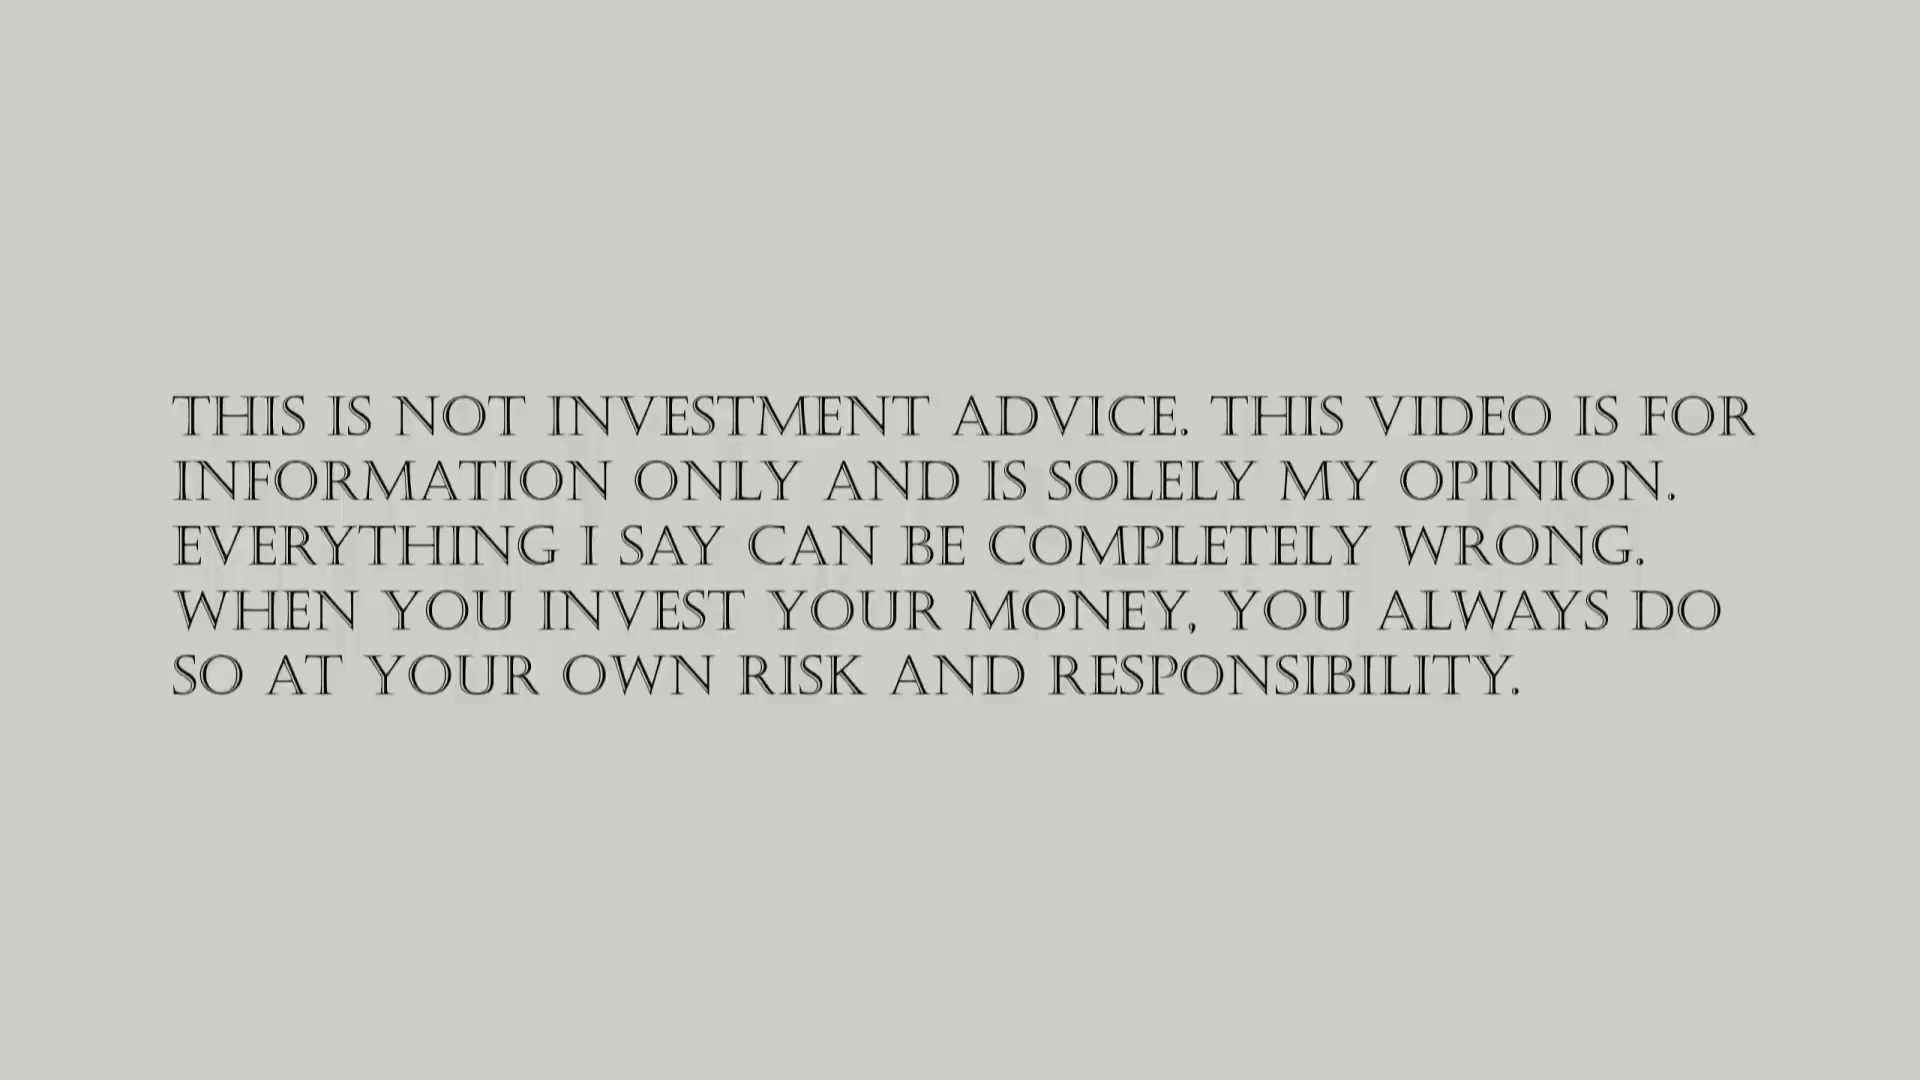 THIS IS NOT INVESTMENT ADVICE. THIS VIDEO IS FOR
INFORMATION ONLY AND IS SOLELY MY OPINION.
EVERYTHING I SAY CAN BE COMPLETELY WRONG.
WHEN YOU INVEST YOUR MONEY, YOU ALWAYS DO
SO AT YOUR OWN RISK AND RESPONSIBILITY.